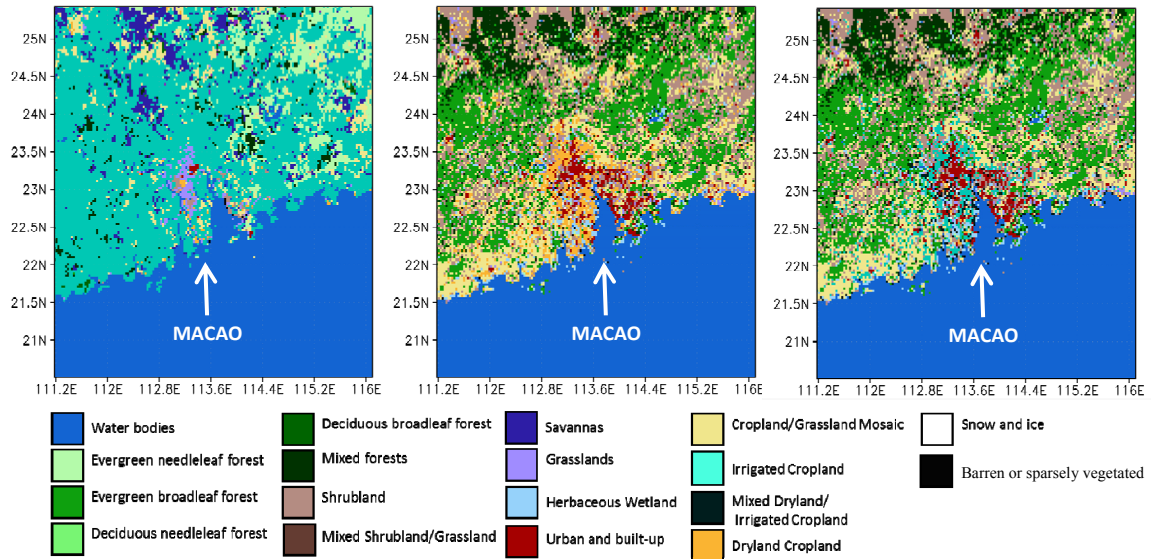 25N
24.5N
24N
23.5N
23N
22.5N
22N
21.5N
21N
111.2E 112E 112.8E 113.6E 114.4E 115.2E 116E
MACAO
25N
24.5N
24N
23.5N
23N
22.5N
22N
21.5N
21N
111.2E 112E 112.8E 113.6E 114.4E 115.2E 116E
MACAO
25N
24.5N
24N
23.5N
23N
22.5N
22N
21.5N
21N
111.2E 112E 112.8E 113.6E 114.4E 115.2E 116E
MACAO
Water bodies
Evergreen needleleaf forest
Evergreen broadleaf forest
Deciduous needleleaf forest
Deciduous broadleaf forest
Mixed forests
Shrubland
Mixed Shrubland/Grassland
Savannas
Grasslands
Herbaceous Wetland
Urban and built-up
Cropland/Grassland Mosaic
Irrigated Cropland
Mixed Dryland/
Irrigated Cropland
Dryland Cropland
Snow and ice
Barren or sparsely vegetated